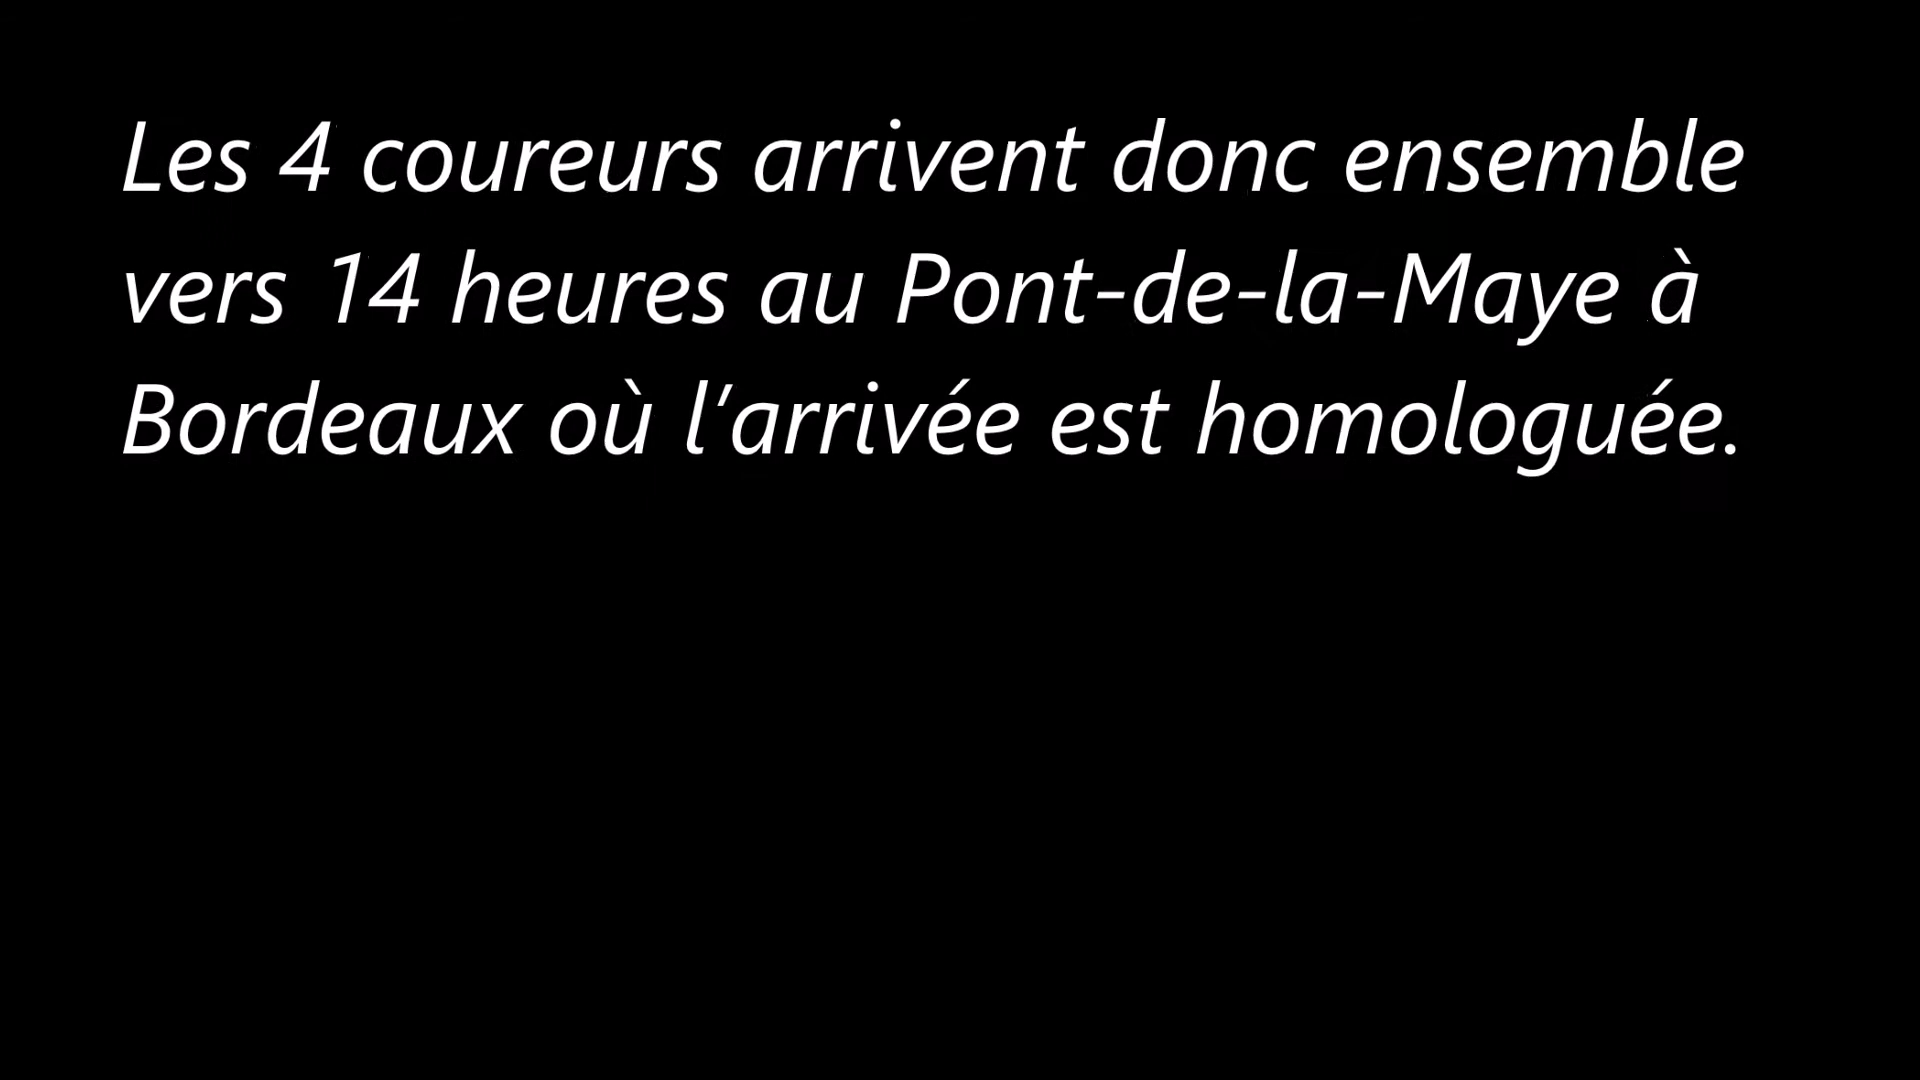 Les 4 coureurs arrivent donc ensemble
vers 14 heures au Pont-de-la-Maye à
Bordeaux où l’arrivée est homologuée.